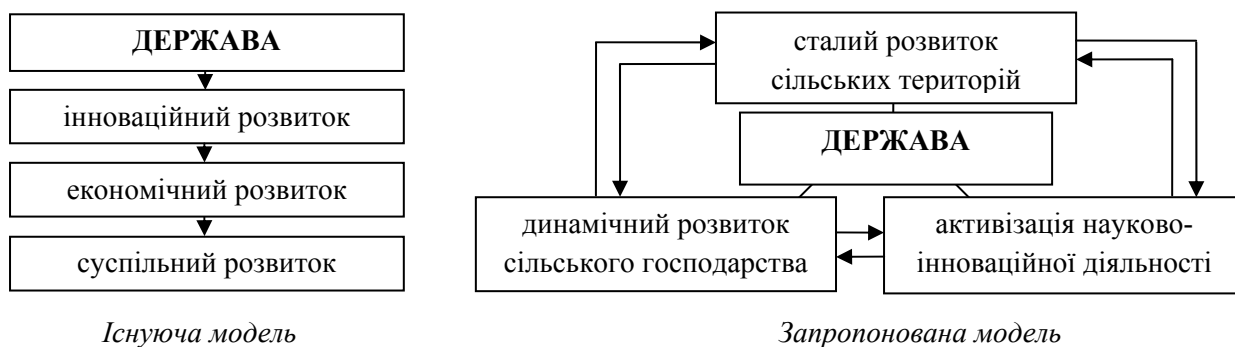 ДЕРЖАВА
інноваційний розвиток
економічний розвиток
суспільний розвиток
Існуюча модель
сталий розвиток
сільських територій
ДЕРЖАВА
динамічний розвиток
сільського господарства
активізація науково-
інноваційної діяльності
Запропонована модель